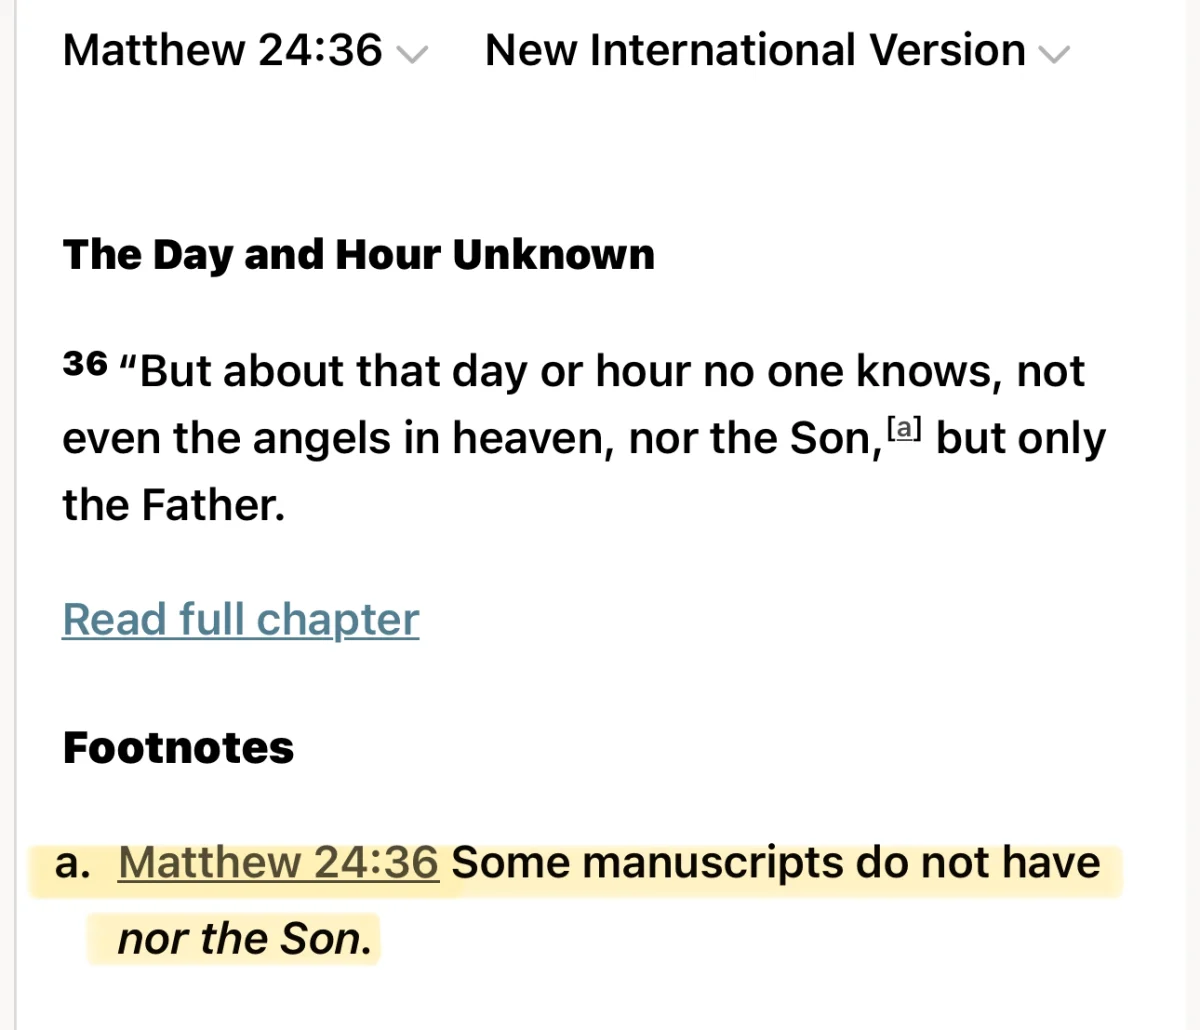 Matthew 24:36 New International Version
The Day and Hour Unknown
36 “But about that day or hour no one knows, not
even the angels in heaven, nor the Son,[a] but only
the Father.
Read full chapter
Footnotes
a. Matthew 24:36 Some manuscripts do not have
nor the Son.